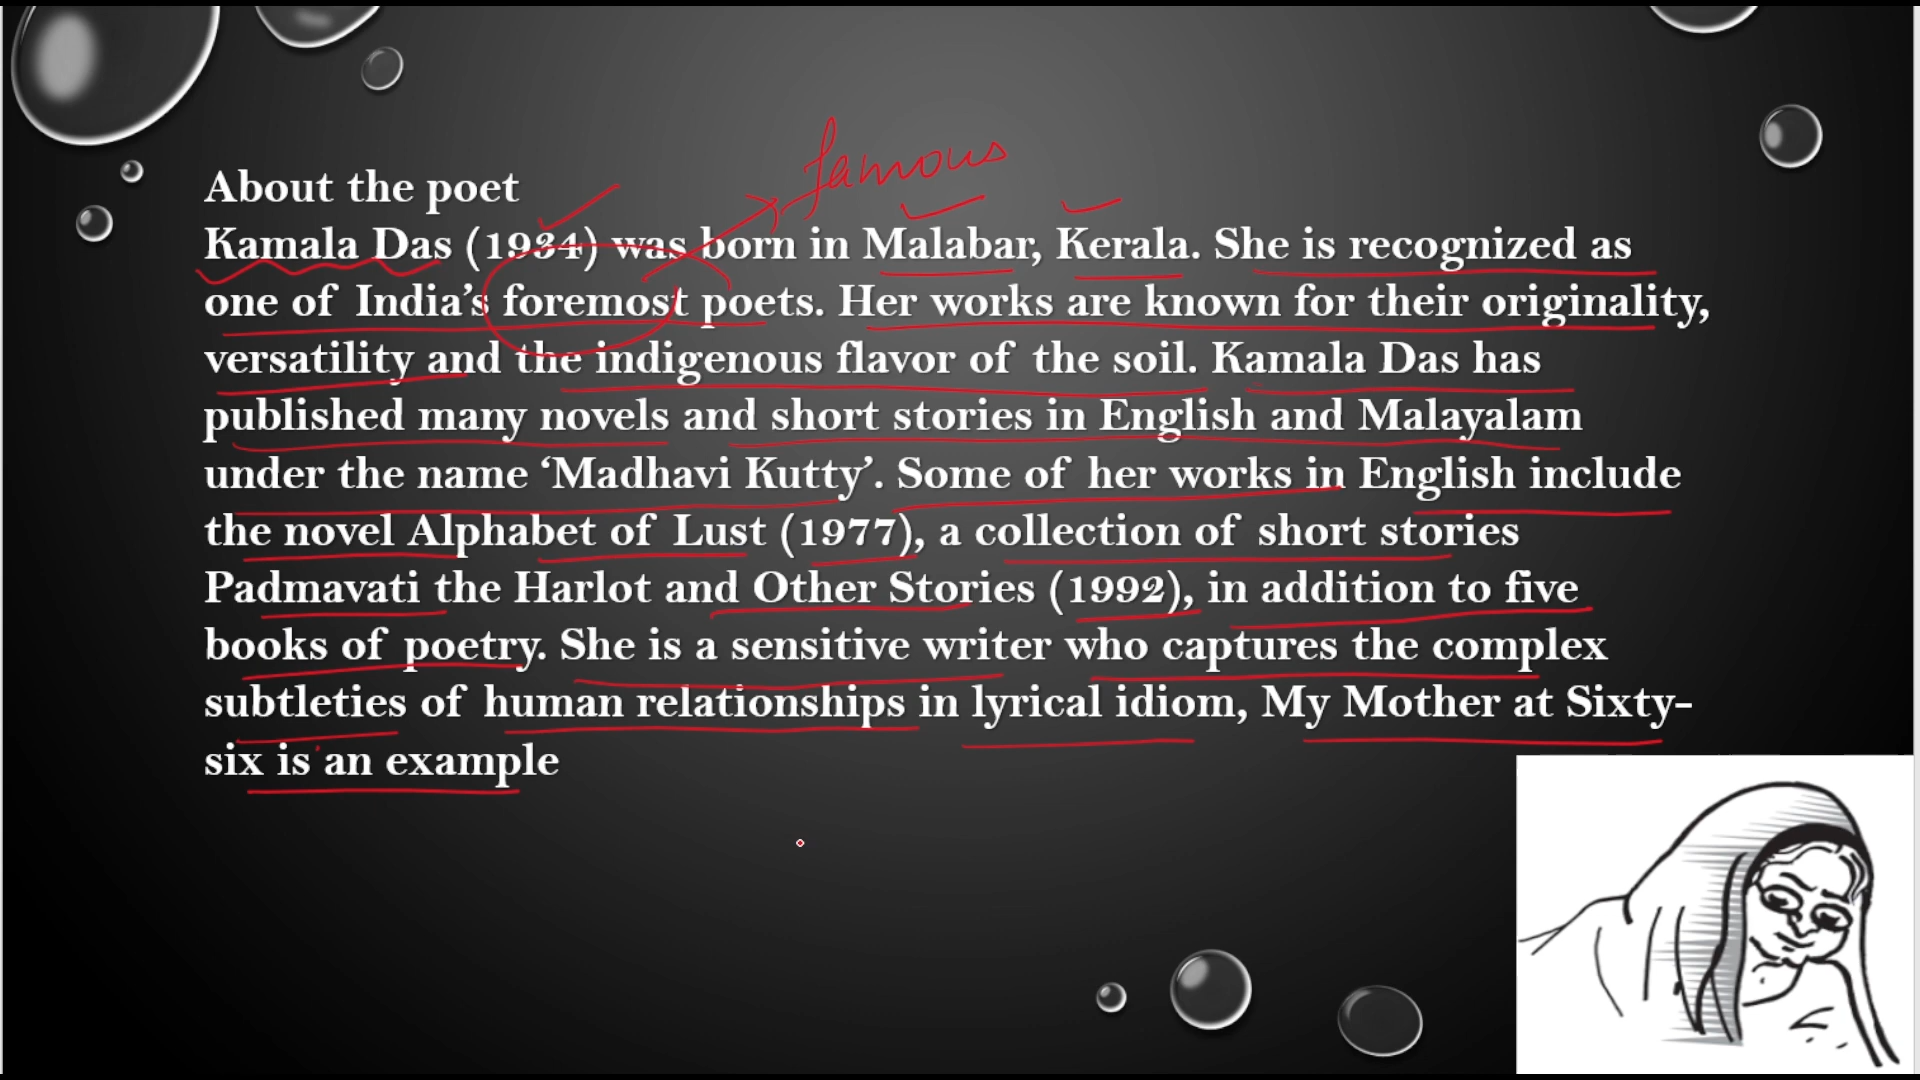 famous
About the poet
Kamala Das (1934) was born in Malabar, Kerala. She is recognized as
one of India’s foremost poets. Her works are known for their originality,
versatility and the indigenous flavor of the soil. Kamala Das has
published many novels and short stories in English and Malayalam
under the name ‘Madhavi Kutty’. Some of her works in English include
the novel Alphabet of Lust (1977), a collection of short stories
Padmavati the Harlot and Other Stories (1992), in addition to five
books of poetry. She is a sensitive writer who captures the complex
subtleties of human relationships in lyrical idiom, My Mother at Sixty-
six is an example